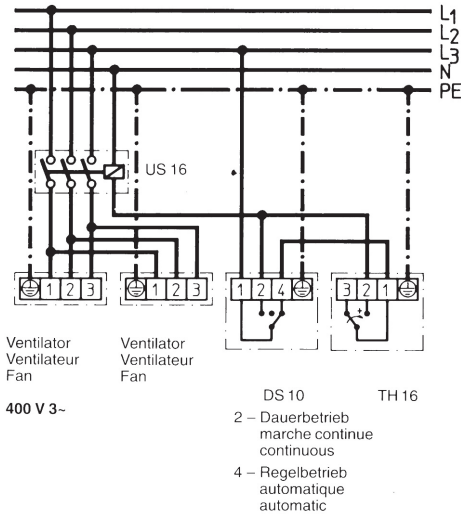 L1
L2
L3
N
PE
US 16
1 2 3
1 2 3
1 2 4
3 2 1
+
Ventilator
Ventilateur
Fan
400 V 3~
Ventilator
Ventilateur
Fan
DS 10
TH 16
2 – Dauerbetrieb
marche continue
continuous
4 – Regelbetrieb
automatique
automatic